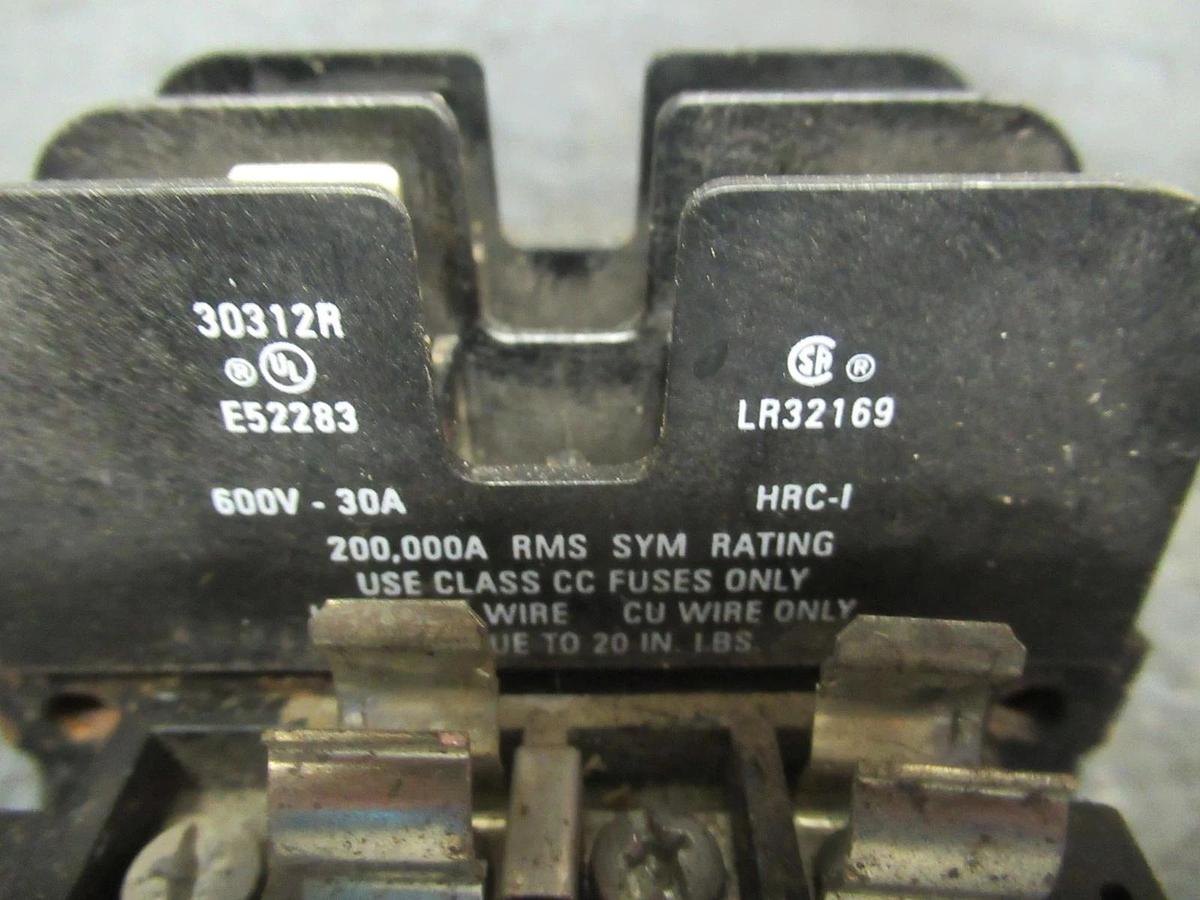 30312R
® UL
E52283
SA ®
LR32169
600V - 30A
HRC-I
200,000A RMS SYM RATING
USE CLASS CC FUSES ONLY
WIRE CU WIRE ONLY
UE TO 20 IN. LBS.